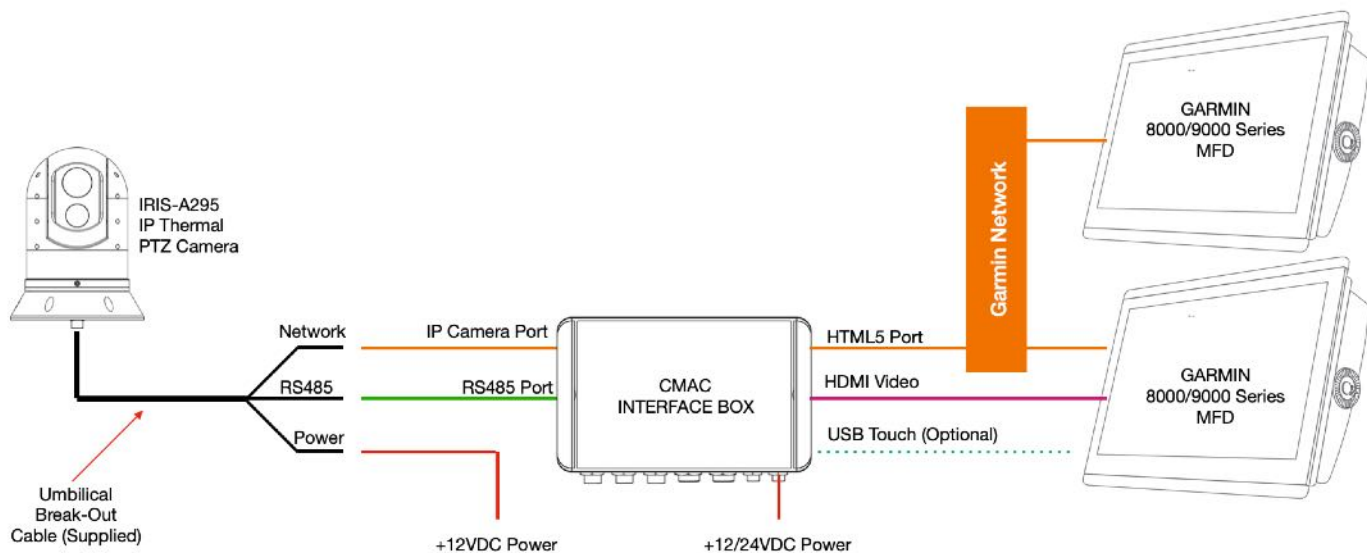 GARMIN
8000/9000 Series
MFD
IRIS-A295
IP Thermal
PTZ Camera
Garmin Network
Network
IP Camera Port
HTML5 Port
RS485
RS485 Port
CMAC
INTERFACE BOX
HDMI Video
GARMIN
8000/9000 Series
MFD
Power
USB Touch (Optional)
Umbilical
Break-Out
Cable (Supplied)
+12VDC Power
+12/24VDC Power